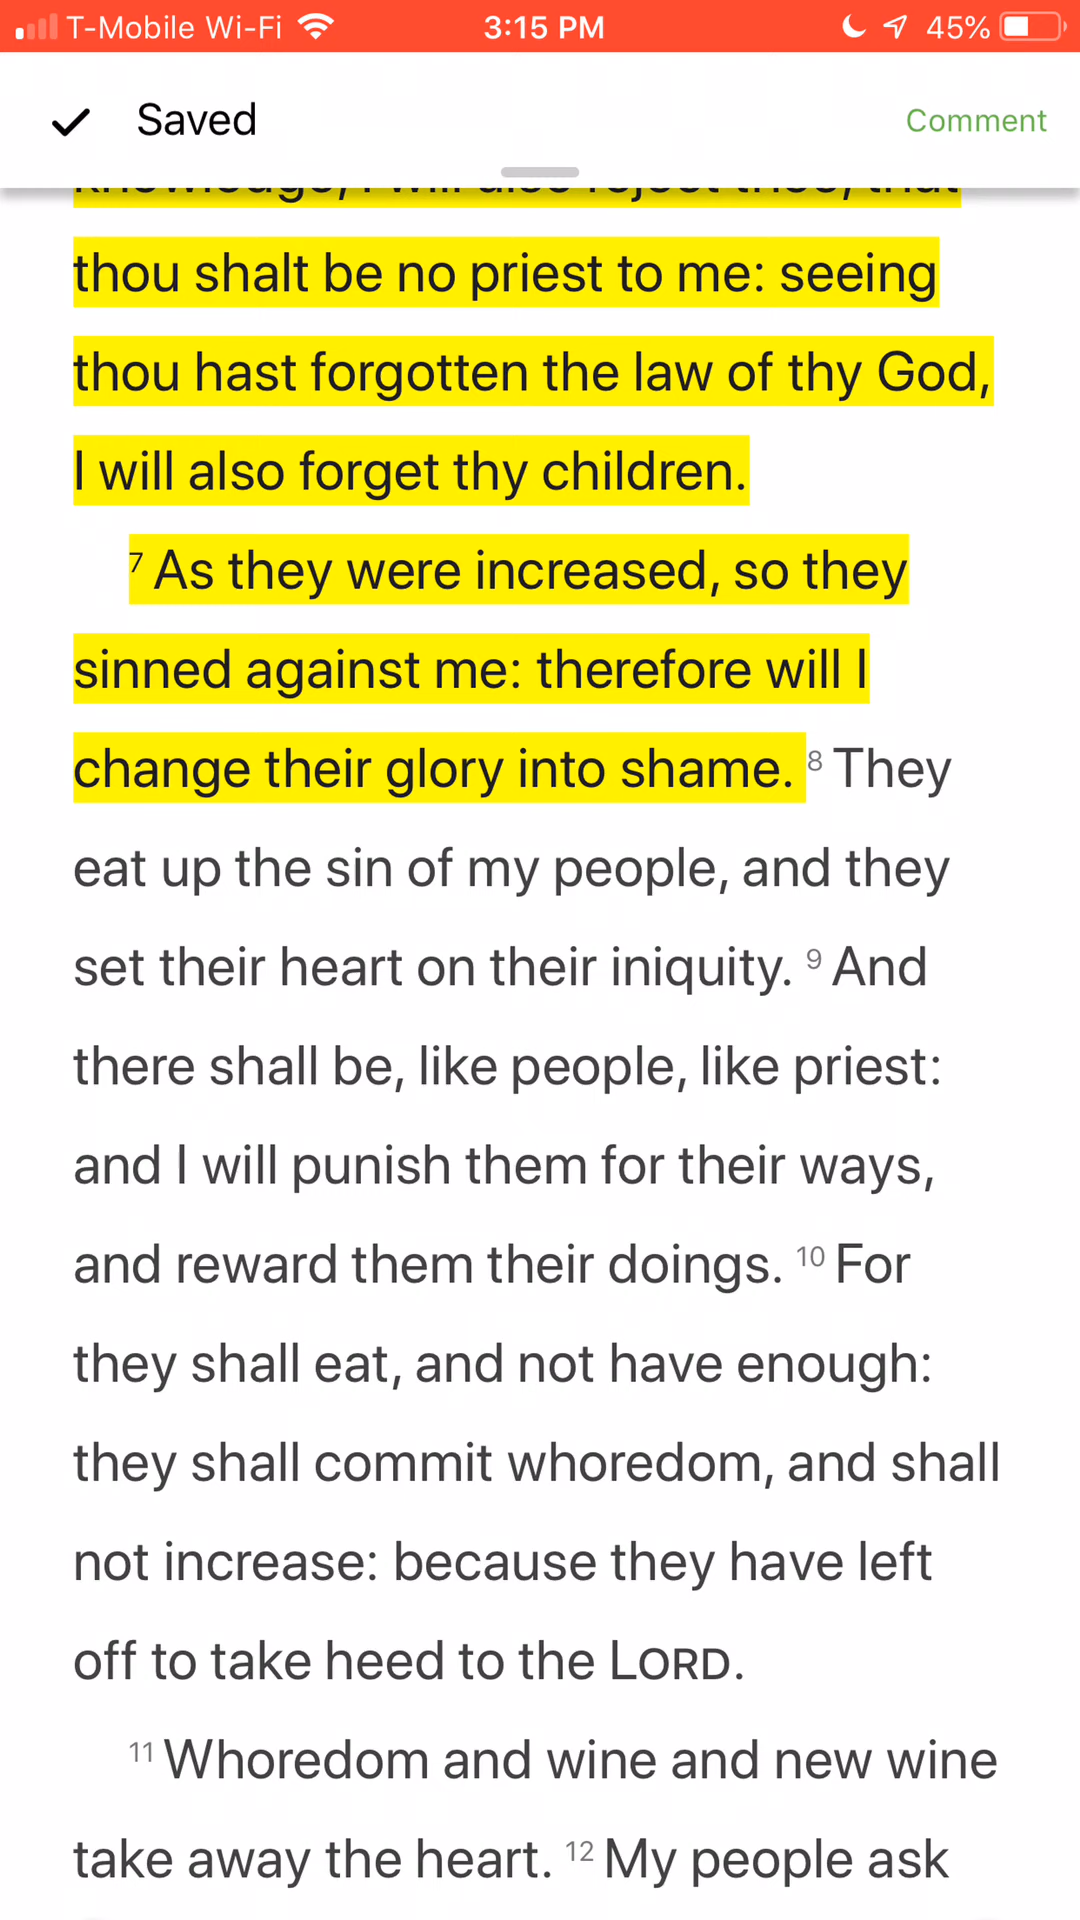 T-Mobile Wi-Fi 3:15 PM 45%
Saved Comment
knowledge, I will also reject thee, that
thou shalt be no priest to me: seeing
thou hast forgotten the law of thy God,
I will also forget thy children.
7 As they were increased, so they
sinned against me: therefore will I
change their glory into shame. 8 They
eat up the sin of my people, and they
set their heart on their iniquity. 9 And
there shall be, like people, like priest:
and I will punish them for their ways,
and reward them their doings. 10 For
they shall eat, and not have enough:
they shall commit whoredom, and shall
not increase: because they have left
off to take heed to the LORD.
11 Whoredom and wine and new wine
take away the heart. 12 My people ask